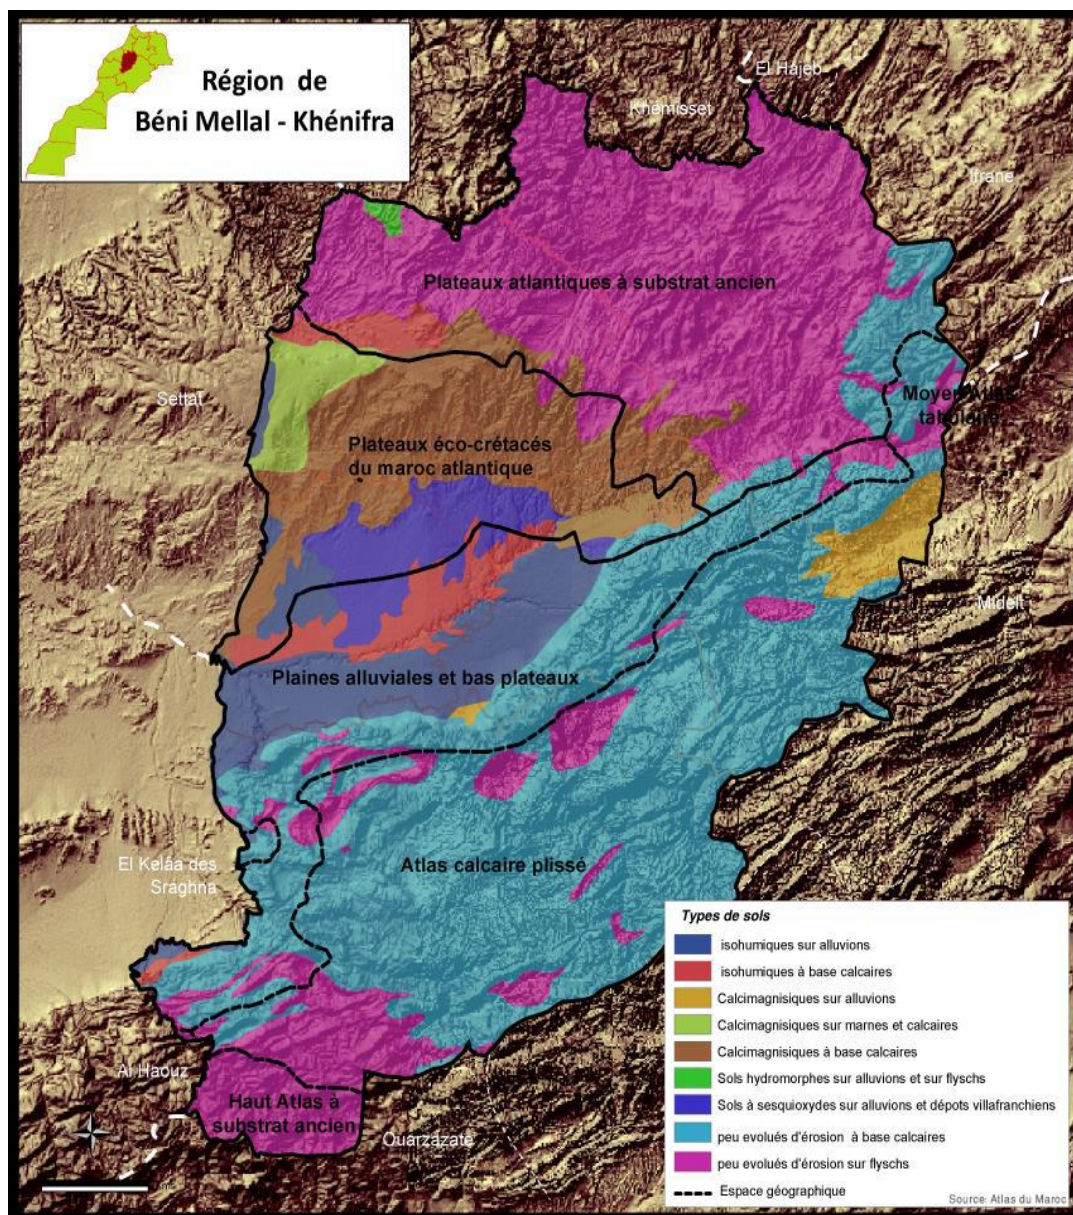 Région de
Béni Mellal - Khénifra
El Hajeb
Khémisset
Ifrane
Plateaux atlantiques à substrat ancien
Settat
Moyen Atlas
tabulaire
Plateaux éco-crétacés
du maroc atlantique
Midelt
Plaines alluviales et bas plateaux
El Kelâa des
Sraghna
Atlas calcaire plissé
Al Haouz
Haut Atlas à
substrat ancien
Ouarzazate
Types de sols
isohumiques sur alluvions
isohumiques à base calcaires
Calcimagnisiques sur alluvions
Calcimagnisiques sur marnes et calcaires
Calcimagnisiques à base calcaires
Sols hydromorphes sur alluvions et sur flyschs
Sols à sesquioxydes sur alluvions et dépots villafranchiens
peu evolués d'érosion à base calcaires
peu evolués d'érosion sur flyschs
Espace géographique
Source: Atlas du Maroc